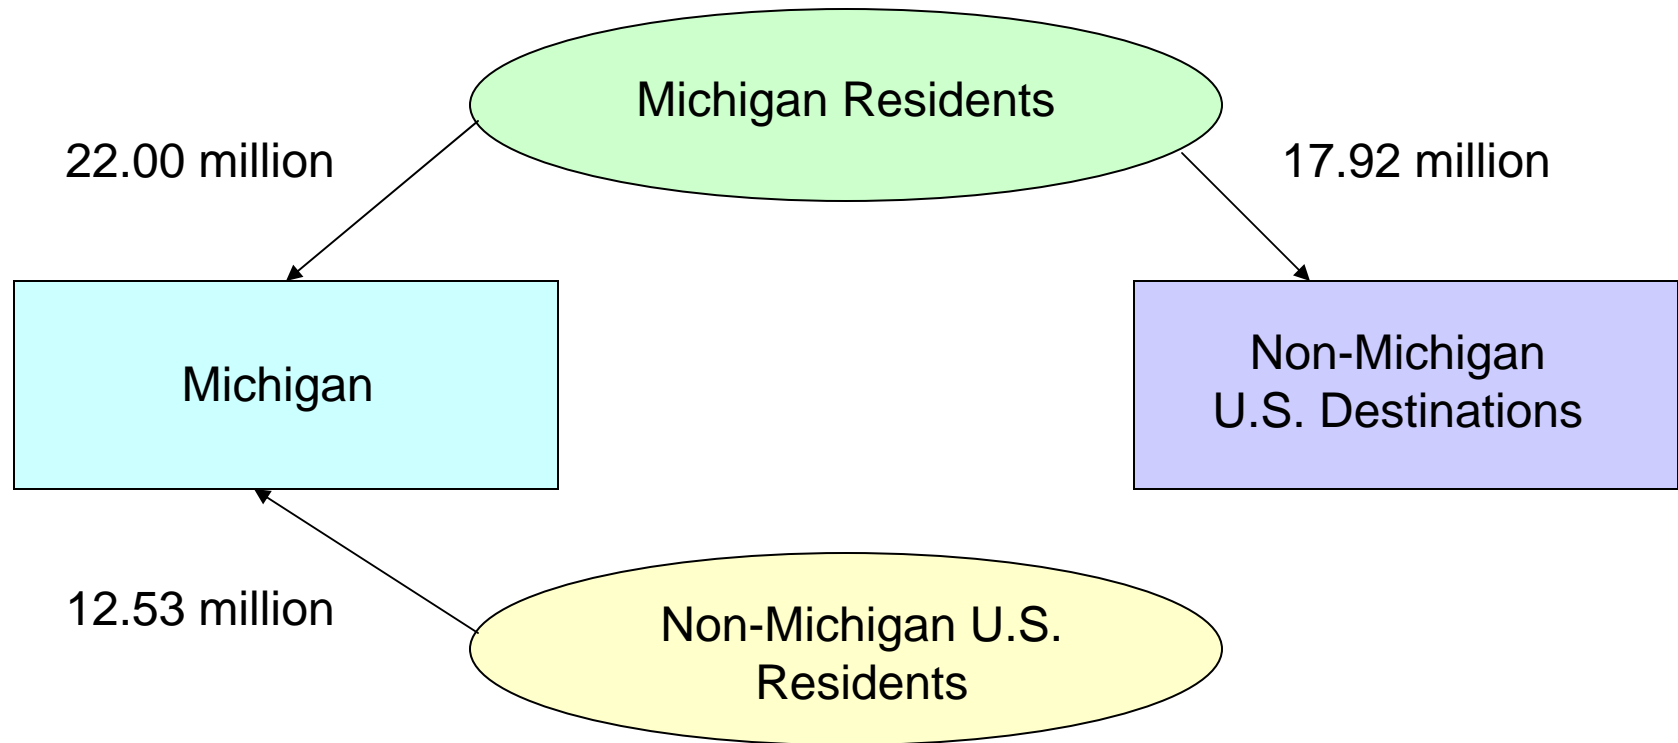 Michigan Residents
22.00 million
17.92 million
Michigan
Non-Michigan
U.S. Destinations
12.53 million
Non-Michigan U.S.
Residents